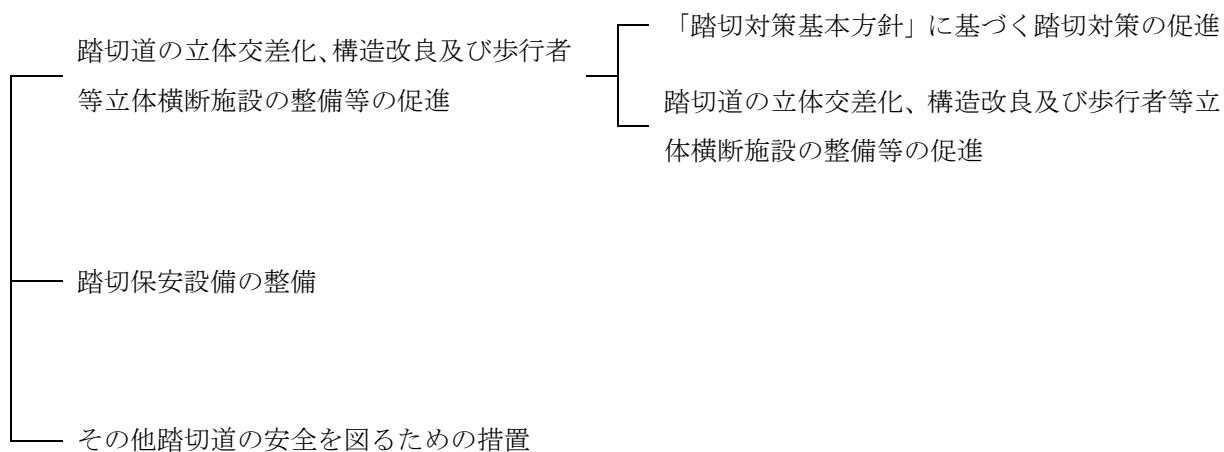 踏切道の立体交差化、構造改良及び歩行者
等立体横断施設の整備等の促進
「踏切対策基本方針」に基づく踏切対策の促進
踏切道の立体交差化、構造改良及び歩行者等立
体横断施設の整備等の促進
踏切保安設備の整備
その他踏切道の安全を図るための措置